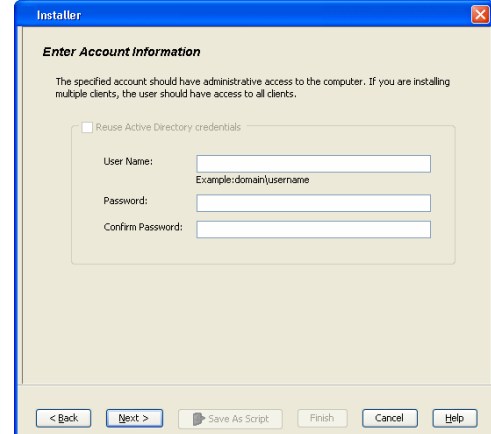 Installer
Enter Account Information
The specified account should have administrative access to the computer. If you are installing
multiple clients, the user should have access to all clients.
Reuse Active Directory credentials
User Name:
Example:domain\username
Password:
Confirm Password:
< Back Next > Save As Script Finish Cancel Help